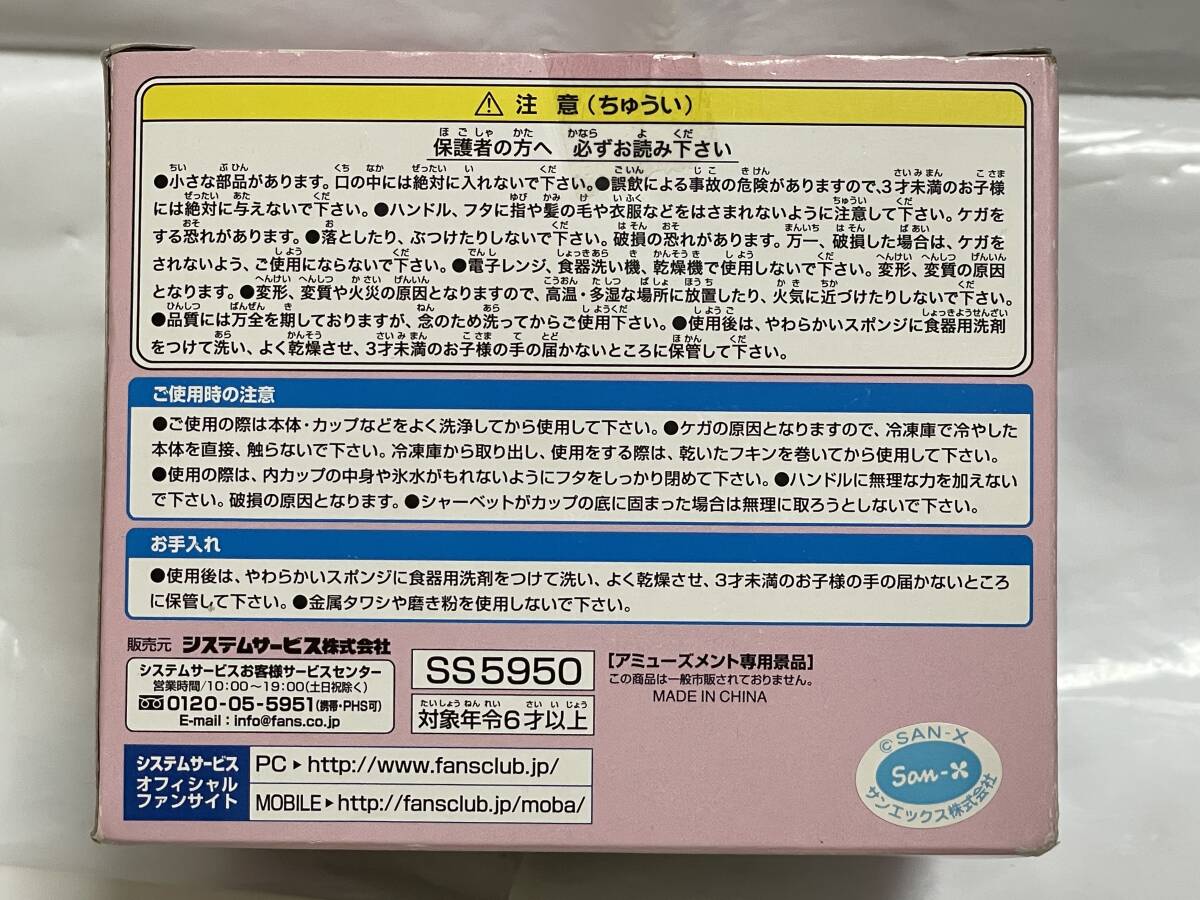 ⚠ 注 意(ちゅうい)
保護者の方へ 必ずお読み下さい
●小さな部品があります。口の中には絶対に入れないで下さい。●誤飲による事故の危険がありますので、3才未満のお子様
には絶対に与えないで下さい。●ハンドル、フタに指や髪の毛や衣服などをはさまれないように注意して下さい。ケガを
する恐れがあります。●落としたり、ぶつけたりしないで下さい。破損の恐れがあります。万一、破損した場合は、ケガを
されないよう、ご使用にならないで下さい。●電子レンジ、食器洗い機、乾燥機で使用しないで下さい。変形、変質の原因
となります。●変形、変質や火災の原因となりますので、高温・多湿な場所に放置したり、火気に近づけたりしないで下さい。
●品質には万全を期しておりますが、念のため洗ってからご使用下さい。●使用後は、やわらかいスポンジに食器用洗剤
をつけて洗い、よく乾燥させ、3才未満のお子様の手の届かないところに保管して下さい。
ご使用時の注意
●ご使用の際は本体・カップなどをよく洗浄してから使用して下さい。●ケガの原因となりますので、冷凍庫で冷やした
本体を直接、触らないで下さい。冷凍庫から取り出し、使用をする際は、乾いたフキンを巻いてから使用して下さい。
●使用の際は、内カップの中身や氷水がもれないようにフタをしっかり閉めて下さい。●ハンドルに無理な力を加えない
で下さい。破損の原因となります。●シャーベットがカップの底に固まった場合は無理に取ろうとしないで下さい。
お手入れ
●使用後は、やわらかいスポンジに食器用洗剤をつけて洗い、よく乾燥させ、3才未満のお子様の手の届かないところ
に保管して下さい。●金属タワシや磨き粉を使用しないで下さい。
販売元 システムサービス株式会社
システムサービスお客様サービスセンター
営業時間/10:00~19:00(土日祝除く)
0120-05-5951(携帯・PHS可)
E-mail:info@fans.co.jp
SS5950
たいしょうねんれい さいいじょう
対象年令6才以上
[アミューズメント専用景品]
この商品は一般市販されておりません。
MADE IN CHINA
システムサービス
オフィシャル
ファンサイト
PC▶http://www.fansclub.jp/
MOBILE▶http://fansclub.jp/moba/
©SAN-X
San-X
サンエックス株式会社